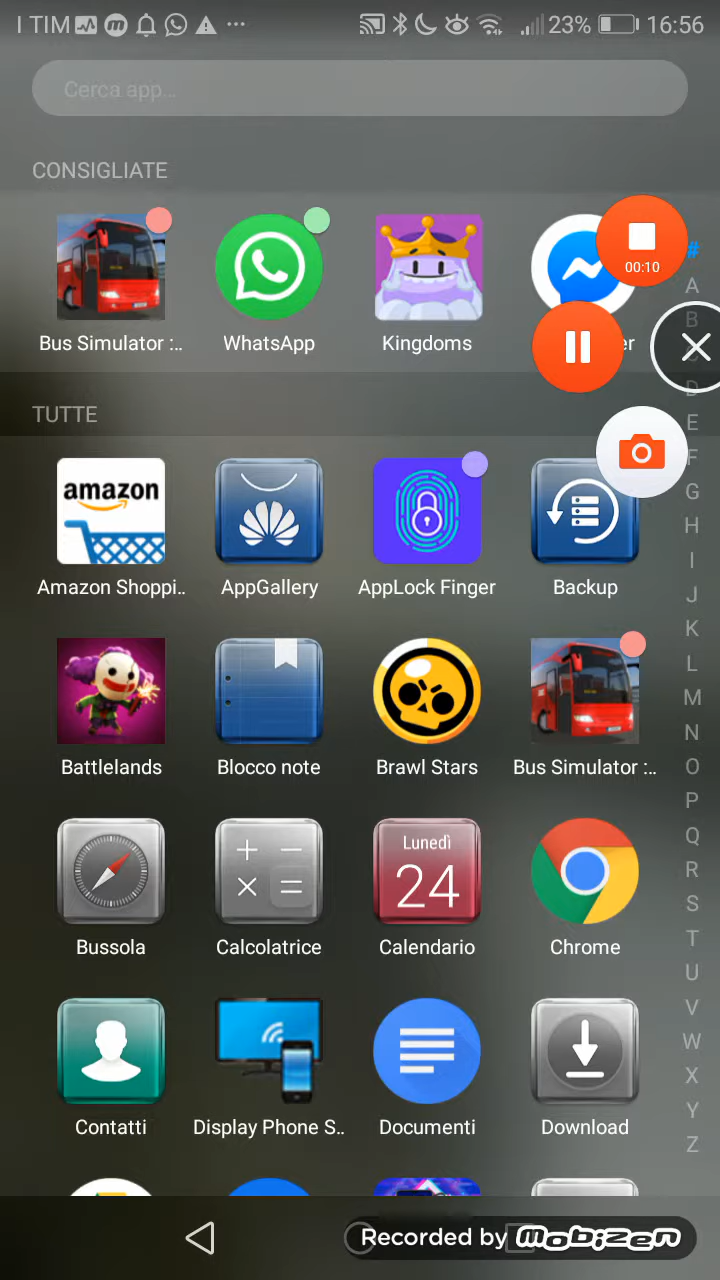 I TIM 23% 16:56
Cerca app...
CONSIGLIATE
00:10
Bus Simulator :..
WhatsApp
Kingdoms
er
TUTTE
amazon
Amazon Shoppi..
AppGallery
AppLock Finger
Backup
Battlelands
Blocco note
Brawl Stars
Bus Simulator :..
Lunedì
24
Bussola
Calcolatrice
Calendario
Chrome
Contatti
Display Phone S..
Documenti
Download
#
A
B
D
E
F
G
H
I
J
K
L
M
N
O
P
Q
R
S
T
U
V
W
X
Y
Z
Recorded by mobizen